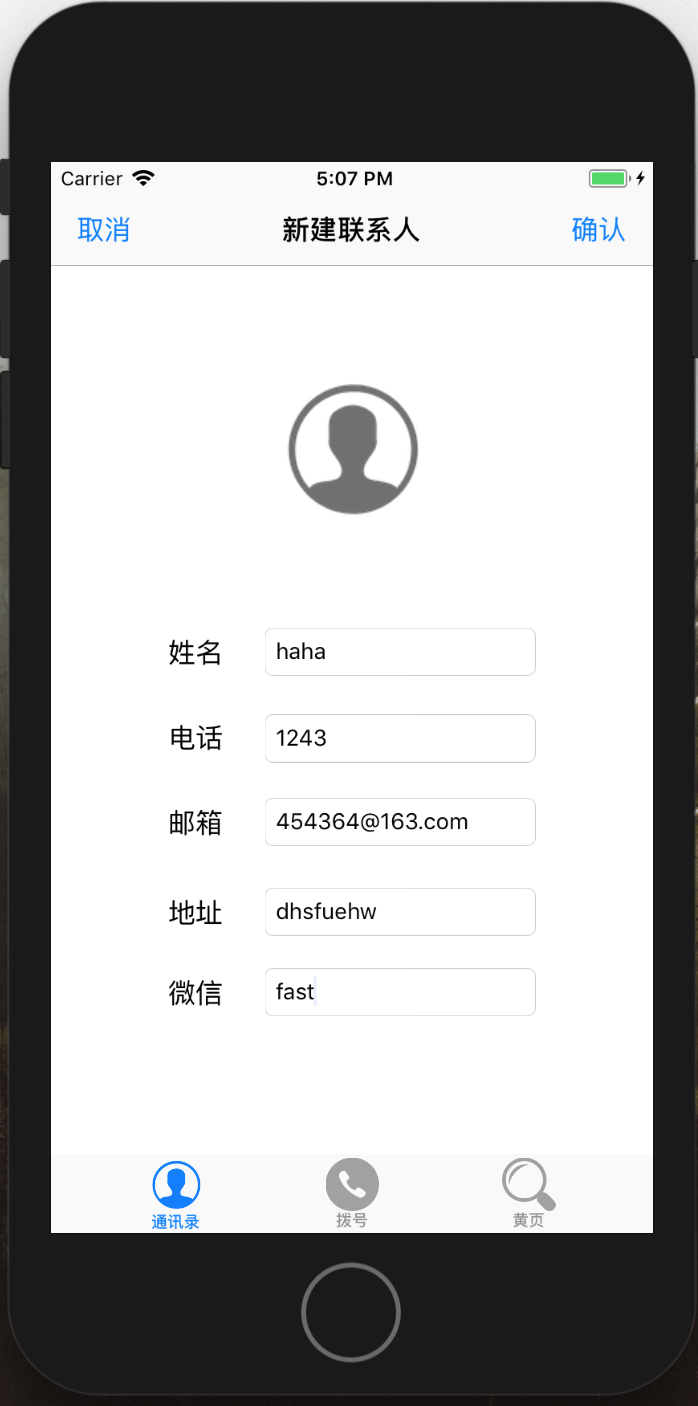 Carrier 5:07 PM
取消 新建联系人 确认
姓名 haha
电话 1243
邮箱 454364@163.com
地址 dhsfuehw
微信 fast
通讯录 拨号 黄页